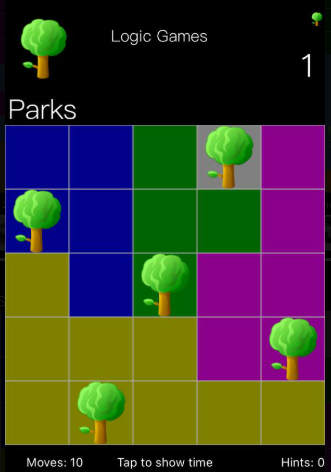 Logic Games
1
Parks
Moves: 10
Tap to show time
Hints: 0